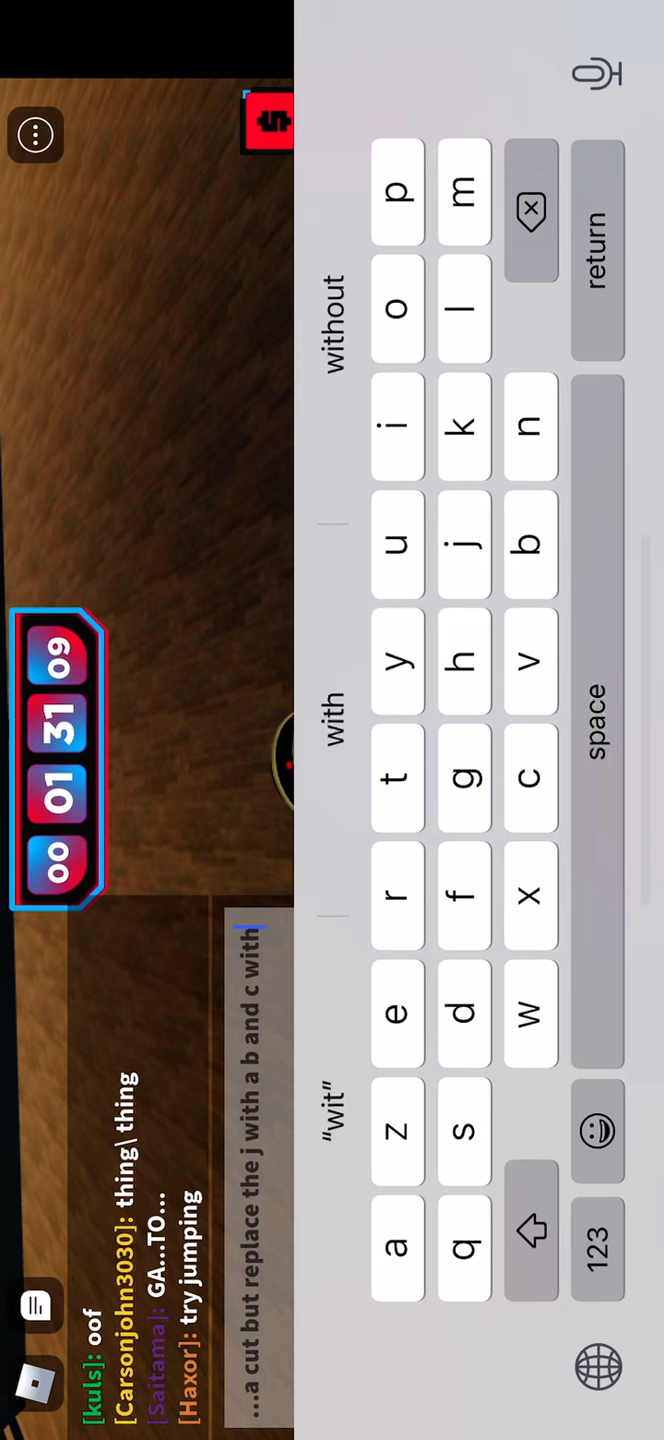 00 01 31 09
$
[kuls]: oof
[Carsonjohn3030]: thing\ thing
[Saitama]: GA...TO...
[Haxor]: try jumping
...a cut but replace the j with a b and c with
“wit” with without
a z e r t y u i o p
q s d f g h j k l m
w x c v b n
123 space return